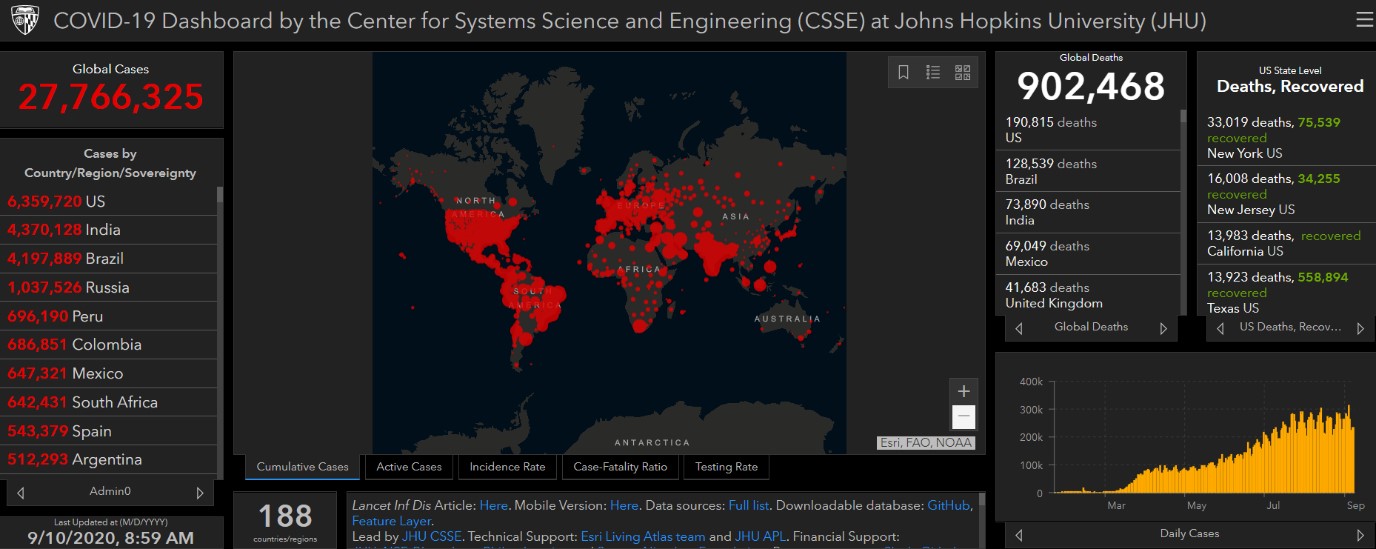 COVID-19 Dashboard by the Center for Systems Science and Engineering (CSSE) at Johns Hopkins University (JHU)
Global Cases
27,766,325
Cases by
Country/Region/Sovereignty
6,359,720 US
4,370,128 India
4,197,889 Brazil
1,037,526 Russia
696,190 Peru
686,851 Colombia
647,321 Mexico
642,431 South Africa
543,379 Spain
512,293 Argentina
Admin0
Last Updated at (M/D/YYYY)
9/10/2020, 8:59 AM
NORTH
AMERICA
SOUTH
AMERICA
EUROPE
ASIA
AFRICA
AUSTRALIA
ANTARCTICA
+
−
Esri, FAO, NOAA
Cumulative Cases
Active Cases
Incidence Rate
Case-Fatality Ratio
Testing Rate
188
countries/regions
Lancet Inf Dis Article: Here. Mobile Version: Here. Data sources: Full list. Downloadable database: GitHub,
Feature Layer.
Lead by JHU CSSE. Technical Support: Esri Living Atlas team and JHU APL. Financial Support:
Global Deaths
902,468
190,815 deaths
US
128,539 deaths
Brazil
73,890 deaths
India
69,049 deaths
Mexico
41,683 deaths
United Kingdom
Global Deaths
US State Level
Deaths, Recovered
33,019 deaths, 75,539
recovered
New York US
16,008 deaths, 34,255
recovered
New Jersey US
13,983 deaths, recovered
California US
13,923 deaths, 558,894
recovered
Texas US
US Deaths, Recov...
400k
300k
200k
100k
0
Mar
May
Jul
Sep
Daily Cases